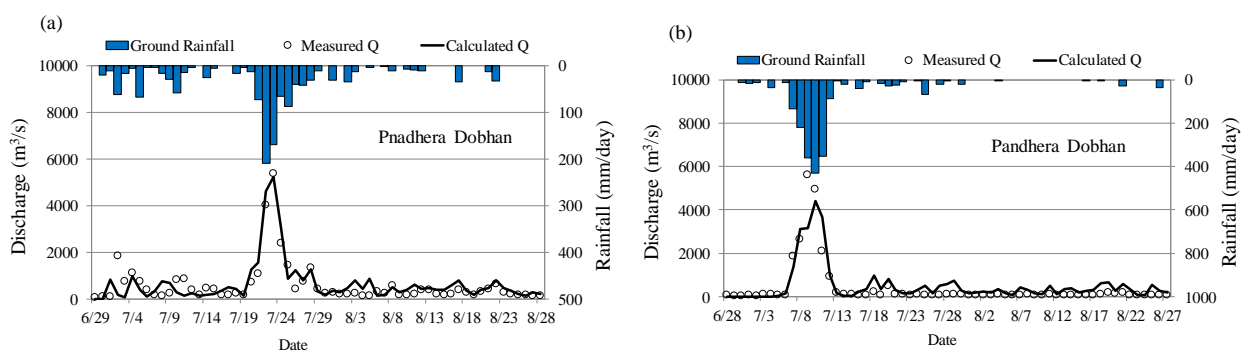 (a)
Ground Rainfall Measured Q Calculated Q
10000
8000
6000
4000
2000
0
Discharge (m³/s)
Pnadhera Dobhan
0
100
200
300
400
500
Rainfall (mm/day)
6/29 7/4 7/9 7/14 7/19 7/24 7/29 8/3 8/8 8/13 8/18 8/23 8/28
Date
(b)
Ground Rainfall Measured Q Calculated Q
10000
8000
6000
4000
2000
0
Discharge (m³/s)
Pandhera Dobhan
0
200
400
600
800
1000
Rainfall (mm/day)
6/28 7/3 7/8 7/13 7/18 7/23 7/28 8/2 8/7 8/12 8/17 8/22 8/27
Date